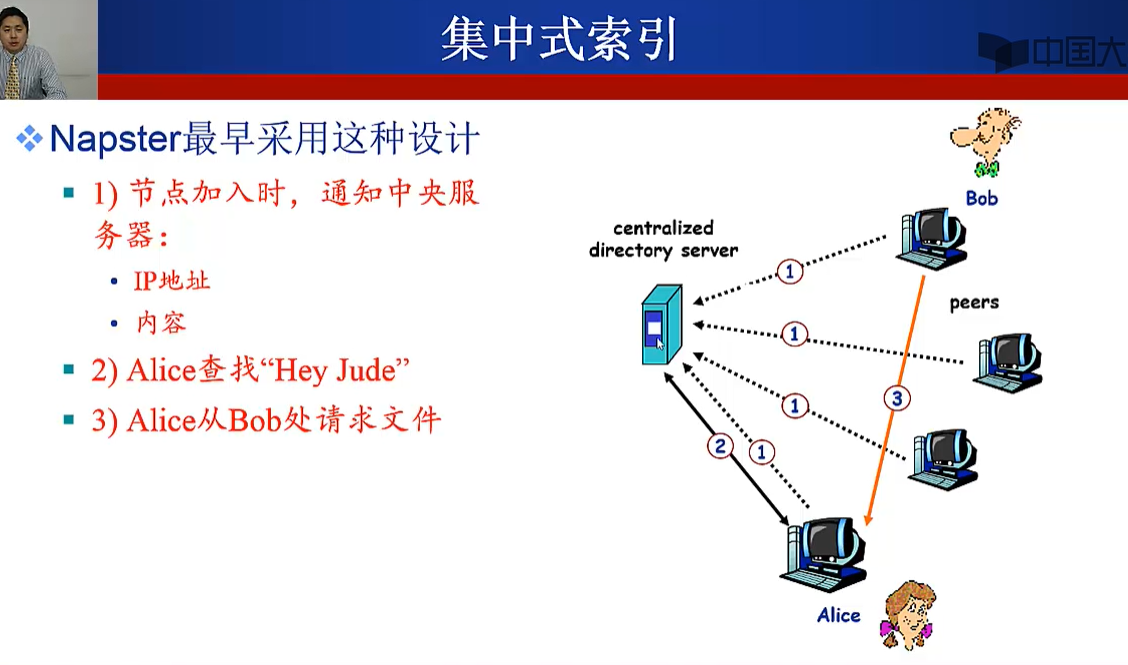 集中式索引
中国大
Napster最早采用这种设计
1) 节点加入时，通知中央服
务器：
IP地址
内容
2) Alice查找“Hey Jude”
3) Alice从Bob处请求文件
Bob
centralized
directory server
1
peers
1
3
1
2
1
Alice